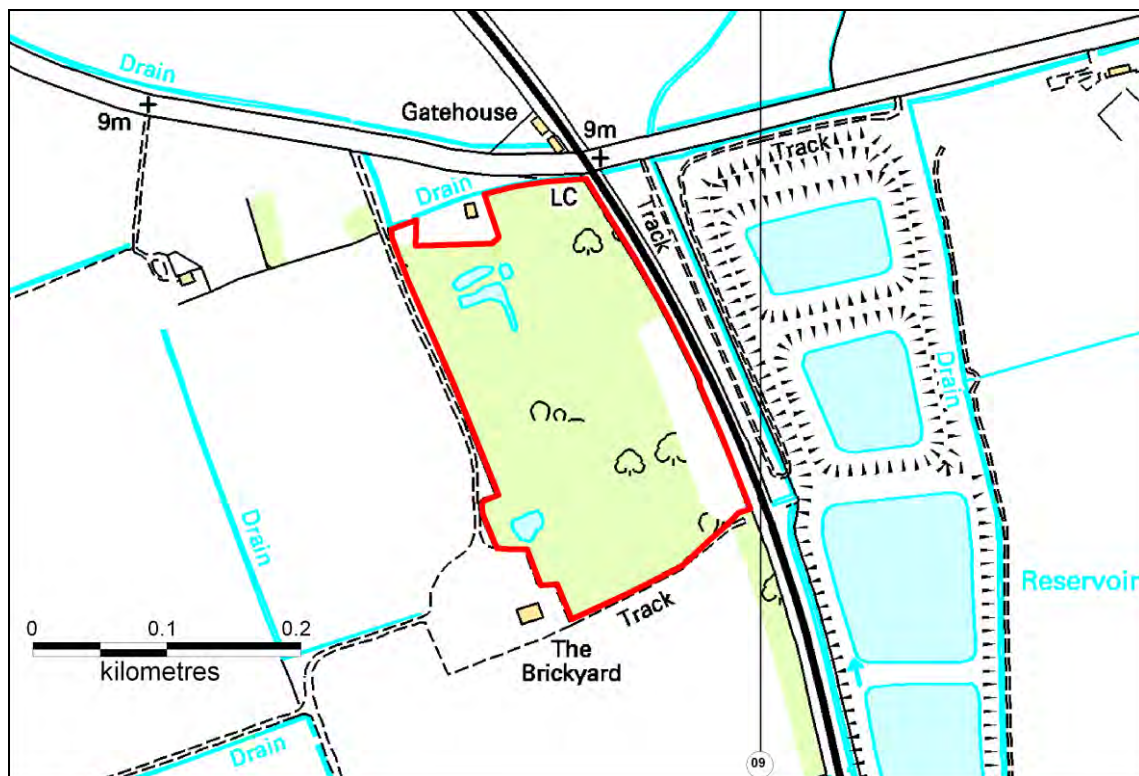 Drain
9m
Gatehouse
9m
Drain
LC
Track
Track
Drain
Drain
Reservoir
0 0.1 0.2
kilometres
Track
The
Brickyard
Drain
09